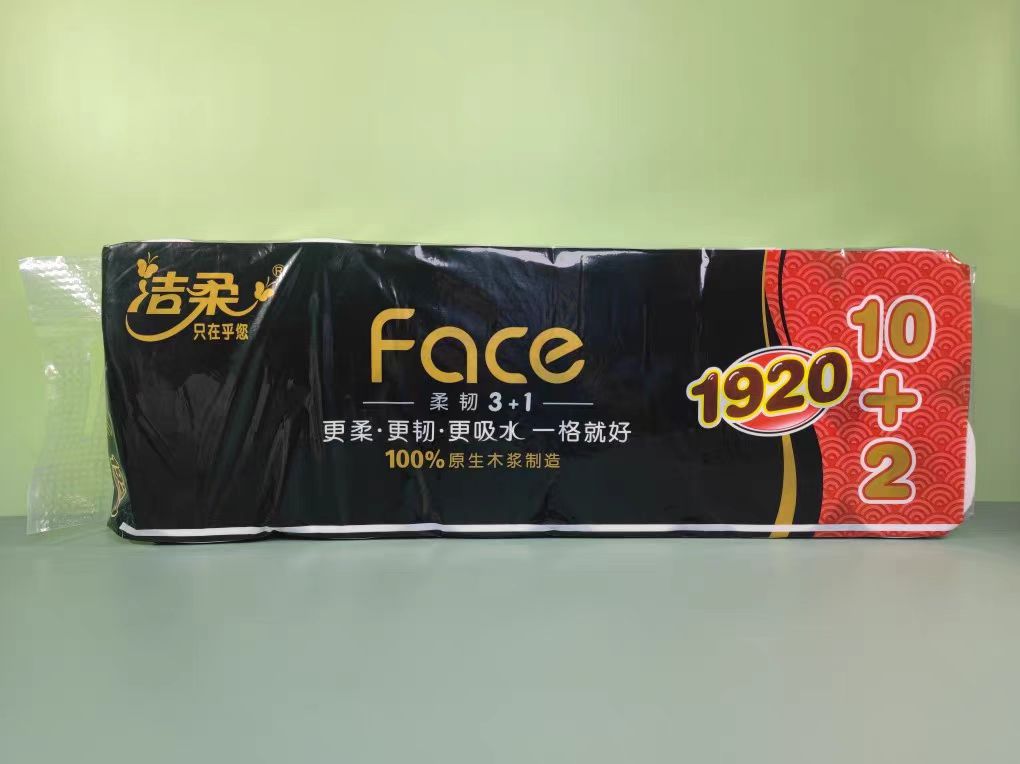 洁柔®
只在乎您
Face
柔韧 3+1
更柔·更韧·更吸水 一格就好
100%原生木浆制造
1920
10
+
2